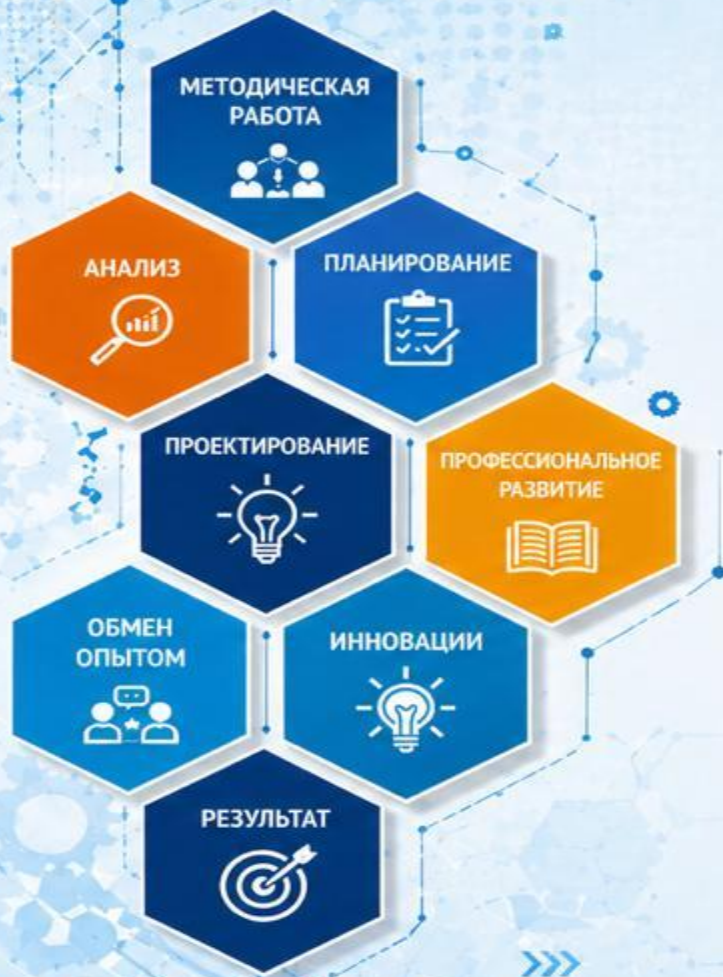 МЕТОДИЧЕСКАЯ
РАБОТА
АНАЛИЗ
ПЛАНИРОВАНИЕ
ПРОЕКТИРОВАНИЕ
ПРОФЕССИОНАЛЬНОЕ
РАЗВИТИЕ
ОБМЕН
ОПЫТОМ
ИННОВАЦИИ
РЕЗУЛЬТАТ